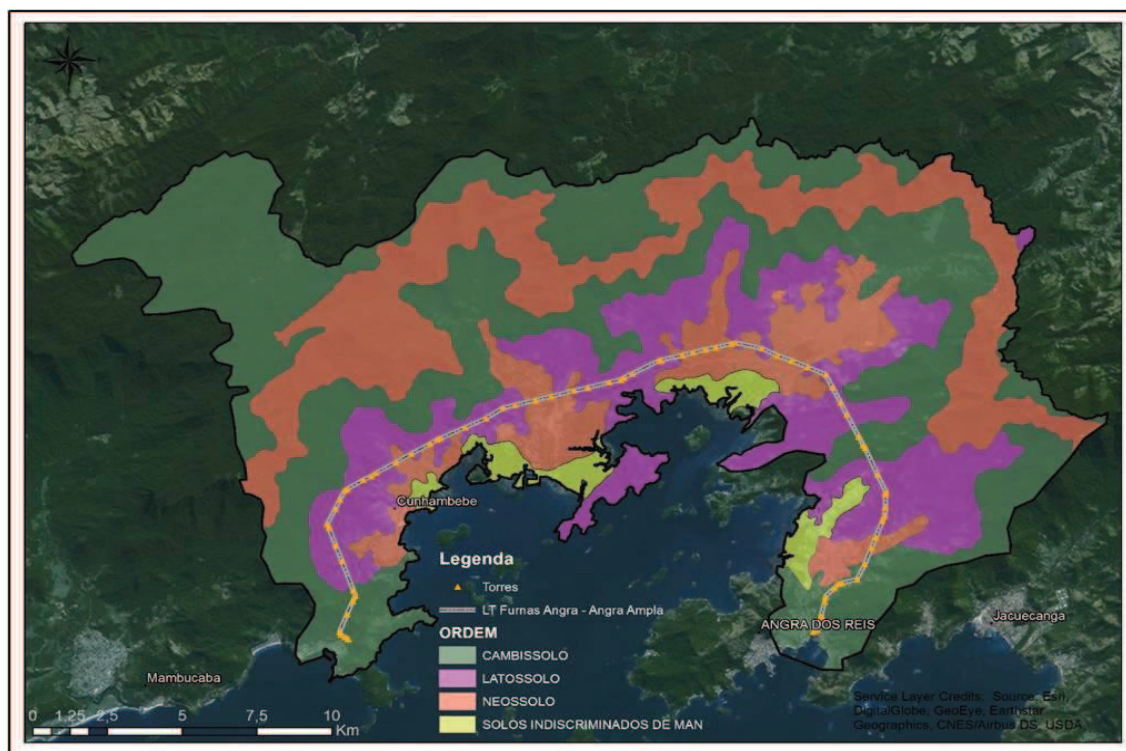 Cunhambebe
Legenda
Torres
LT Furnas Angra - Angra Ampla
ORDEM
CAMBISSOLO
LATOSSOLO
NEOSSOLO
SOLOS INDISCRIMINADOS DE MAN
ANGRA DOS REIS
Jacuecanga
Mambucaba
0 1,25 2,5 5 7,5 10
Km
Service Layer Credits: Source: Esri,
DigitalGlobe, GeoEye, Earthstar
Geographics, CNES/Airbus DS, USDA,